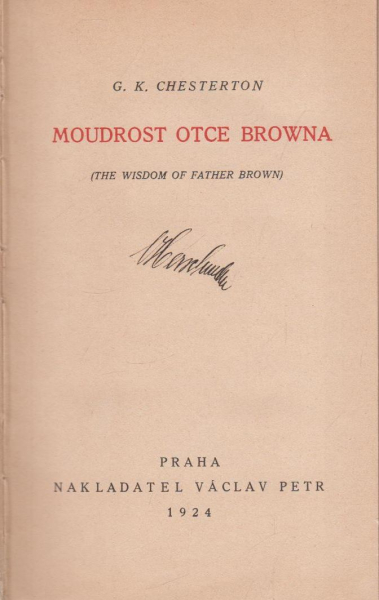 G. K. CHESTERTON
MOUDROST OTCE BROWNA
(THE WISDOM OF FATHER BROWN)
PRAHA
NAKLADATEL VÁCLAV PETR
1924